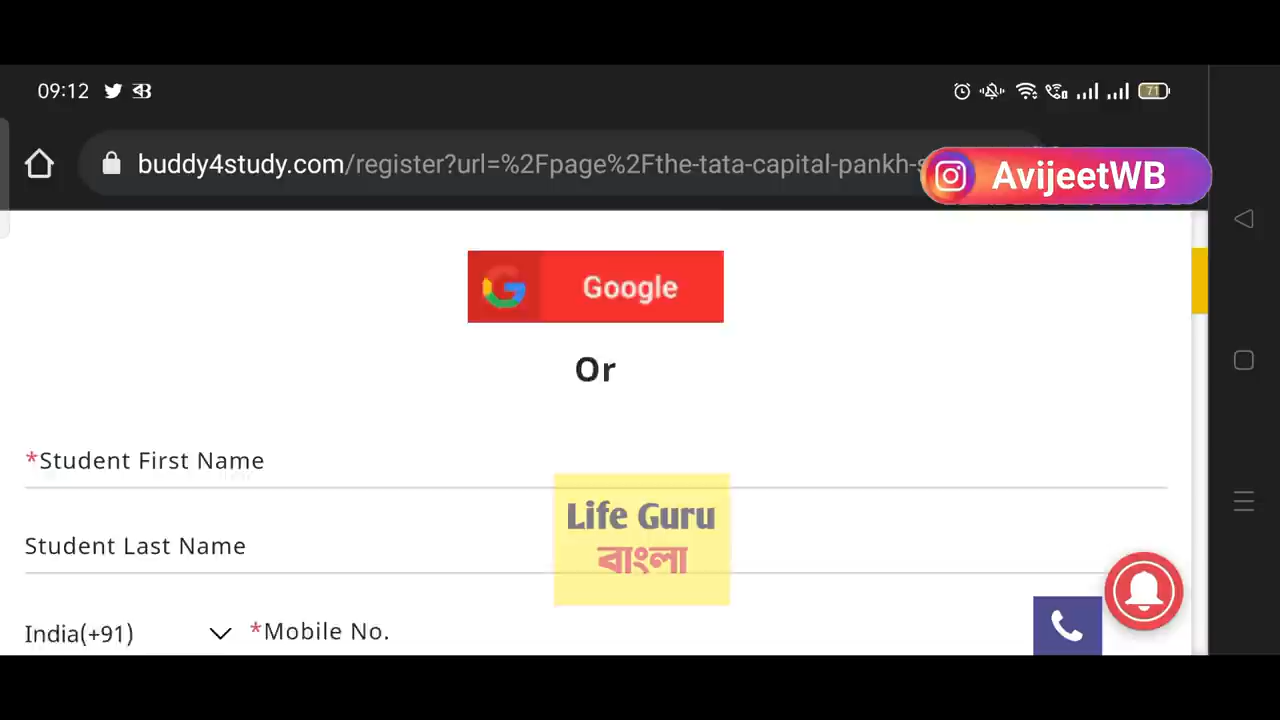 09:12
71
buddy4study.com/register?url=%2Fpage%2Fthe-tata-capital-pankh-s
AvijeetWB
Google
Or
*Student First Name
Life Guru
বাংলা
Student Last Name
India(+91)
*Mobile No.